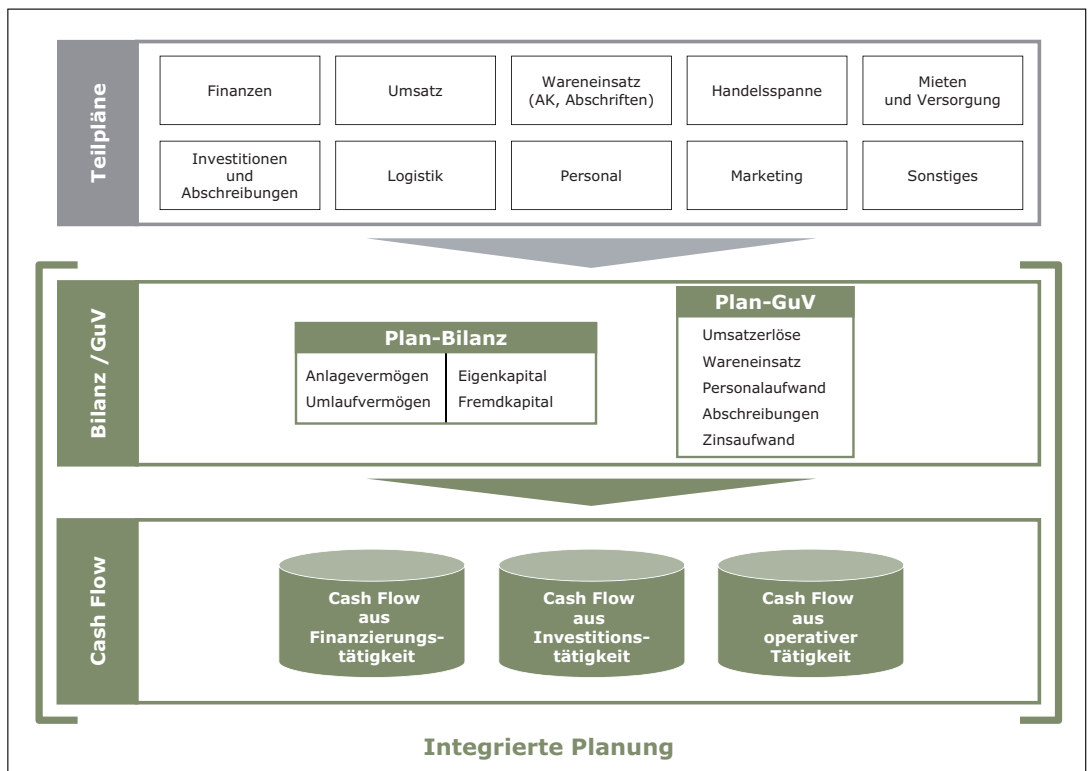 Teilpläne
Finanzen
Umsatz
Wareneinsatz
(AK, Abschriften)
Handelsspanne
Mieten
und Versorgung
Investitionen
und
Abschreibungen
Logistik
Personal
Marketing
Sonstiges
Bilanz / GuV
Plan-Bilanz
Anlagevermögen
Umlaufvermögen
Eigenkapital
Fremdkapital
Plan-GuV
Umsatzerlöse
Wareneinsatz
Personalaufwand
Abschreibungen
Zinsaufwand
Cash Flow
Cash Flow
aus
Finanzierungs-
tätigkeit
Cash Flow
aus
Investitions-
tätigkeit
Cash Flow
aus
operativer
Tätigkeit
Integrierte Planung